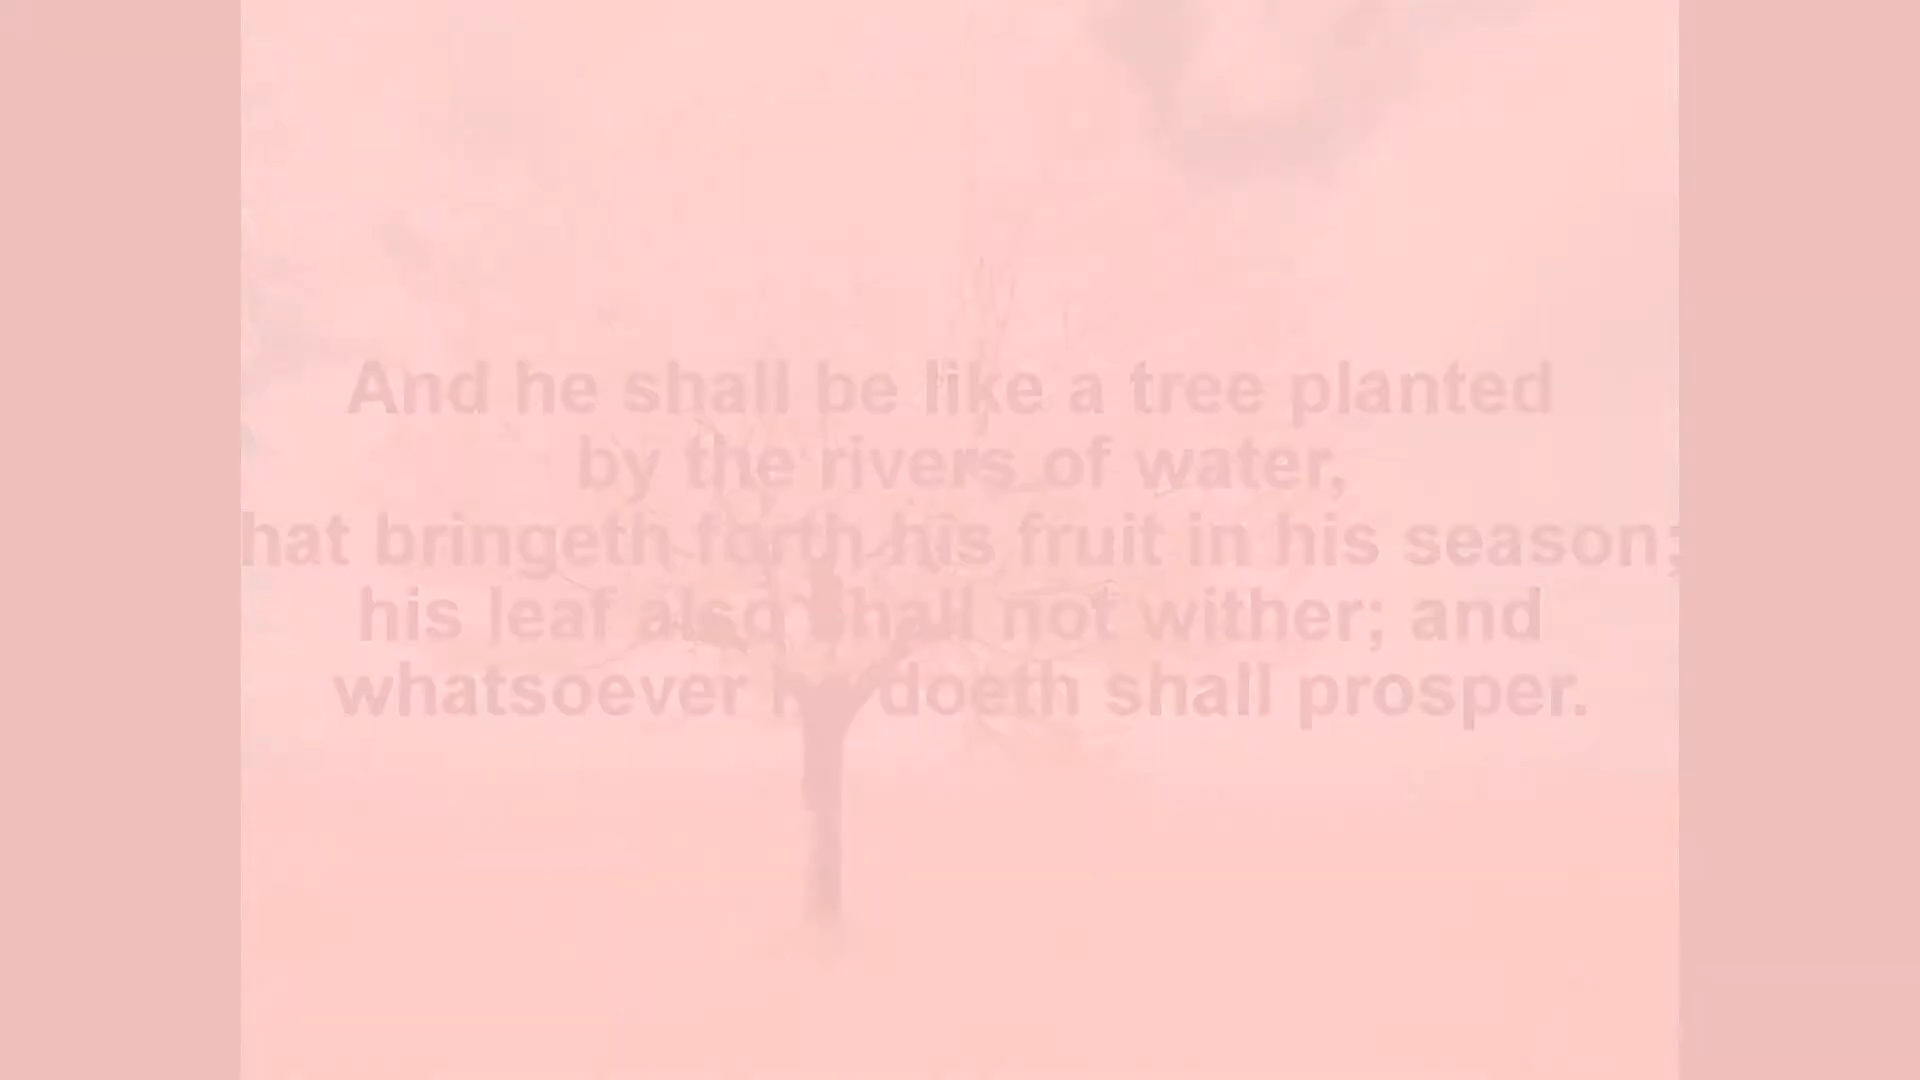 And he shall be like a tree planted
by the rivers of water,
hat bringeth forth his fruit in his season;
his leaf also shall not wither; and
whatsoever he doeth shall prosper.